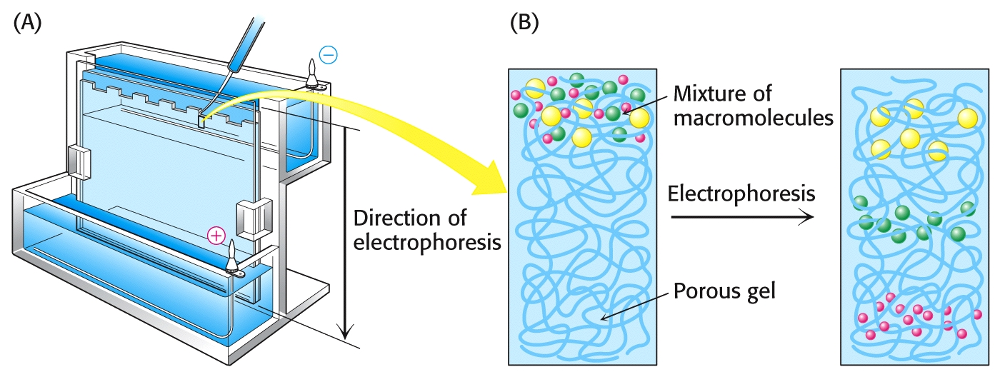 (A)
−
+
Direction of
electrophoresis
(B)
Mixture of
macromolecules
Electrophoresis
Porous gel